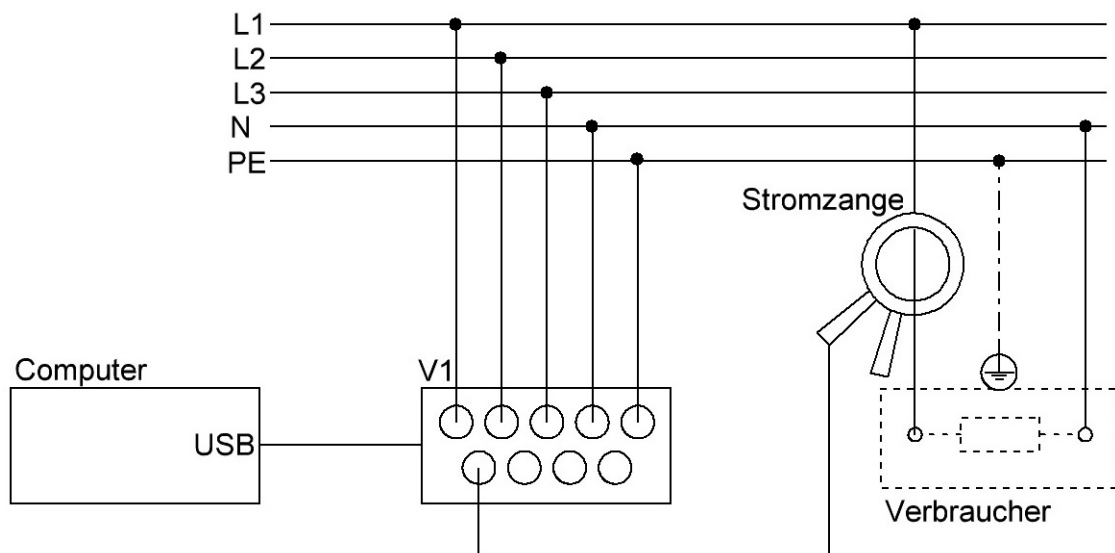 L1
L2
L3
N
PE
Stromzange
Computer
V1
USB
Verbraucher